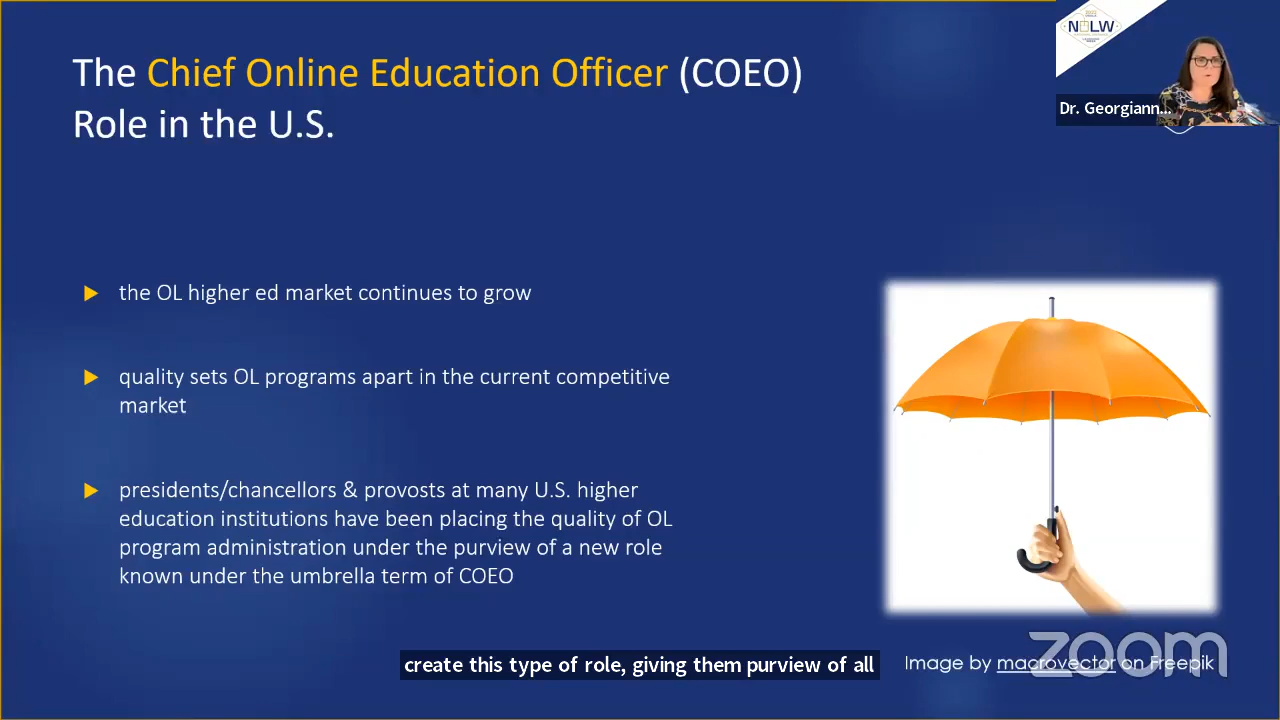 The Chief Online Education Officer (COEO)
Role in the U.S.
NOLW
Dr. Georgiann...
the OL higher ed market continues to grow
quality sets OL programs apart in the current competitive
market
presidents/chancellors & provosts at many U.S. higher
education institutions have been placing the quality of OL
program administration under the purview of a new role
known under the umbrella term of COEO
create this type of role, giving them purview of all
Image by macrovector on Freepik
zoom